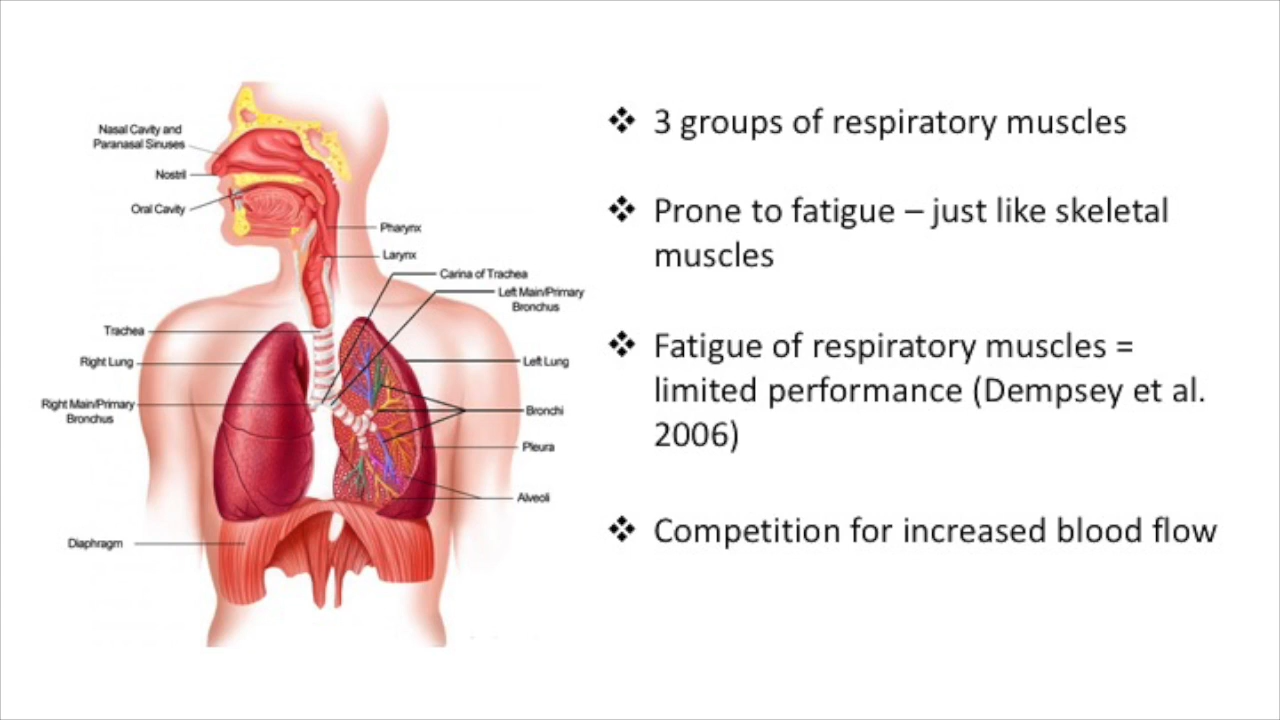 Nasal Cavity and
Paranasal Sinuses
Nostril
Oral Cavity
Pharynx
Larynx
Carina of Trachea
Left Main/Primary
Bronchus
Trachea
Right Lung
Left Lung
Right Main/Primary
Bronchus
Bronchi
Pleura
Alveoli
Diaphragm
❖ 3 groups of respiratory muscles
❖ Prone to fatigue – just like skeletal
muscles
❖ Fatigue of respiratory muscles =
limited performance (Dempsey et al.
2006)
❖ Competition for increased blood flow